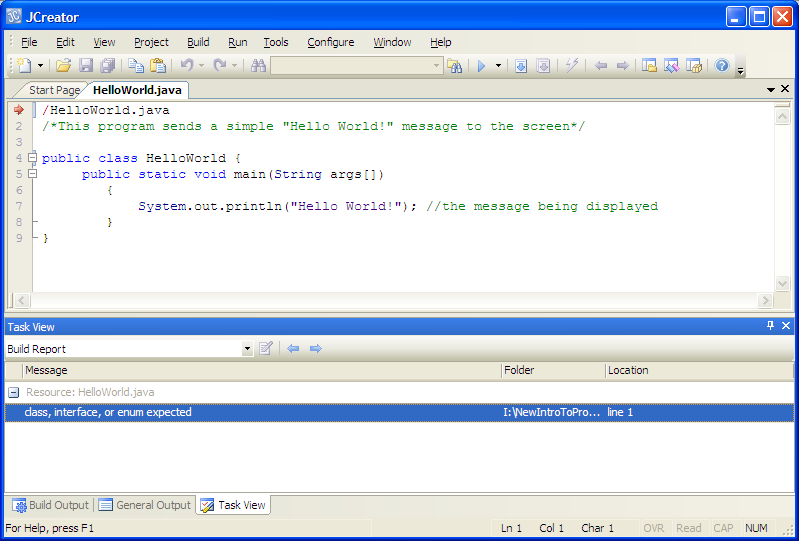 JCreator
File Edit View Project Build Run Tools Configure Window Help
Start Page HelloWorld.java
/HelloWorld.java
2 /*This program sends a simple "Hello World!" message to the screen*/
3
4 public class HelloWorld {
5 public static void main(String args[])
6 {
7 System.out.println("Hello World!"); //the message being displayed
8 }
9 }
Task View
Build Report
Message Folder Location
Resource: HelloWorld.java
class, interface, or enum expected I:\NewIntroToPro... line 1
Build Output General Output Task View
For Help, press F1 Ln 1 Col 1 Char 1 OVR Read CAP NUM